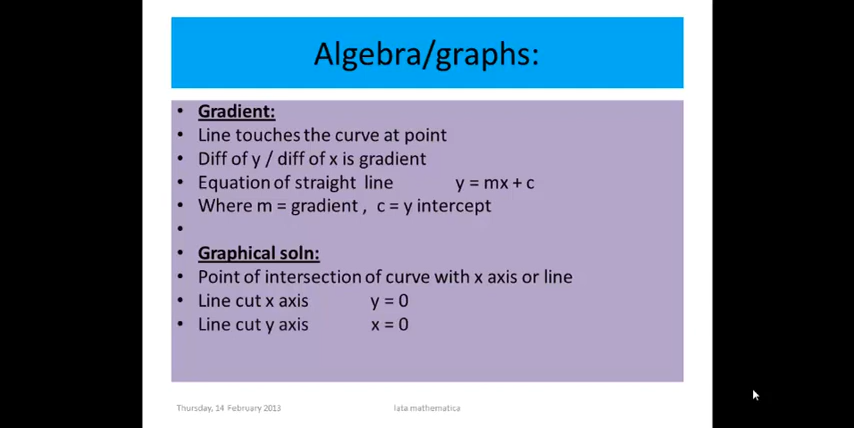 Algebra/graphs:
• Gradient:
• Line touches the curve at point
• Diff of y / diff of x is gradient
• Equation of straight line y = mx + c
• Where m = gradient , c = y intercept
•
• Graphical soln:
• Point of intersection of curve with x axis or line
• Line cut x axis y = 0
• Line cut y axis x = 0
Thursday, 14 February 2013 lata mathematica